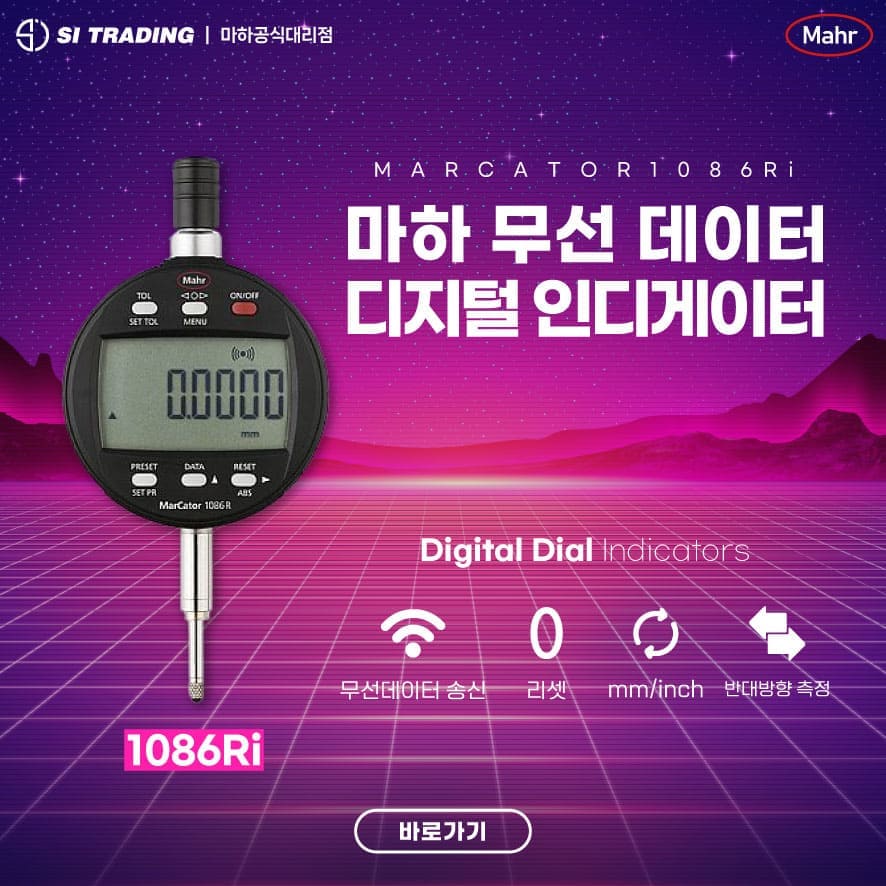 SI TRADING | 마하공식대리점
Mahr
MARCATOR1086Ri
마하 무선 데이터
디지털 인디게이터
Mahr
TOL ◁○▷ ON/OFF
SET TOL MENU
0.0000
mm
PRESET DATA RESET
SET PR ABS
MarCator 1086 R
Digital Dial Indicators
무선데이터 송신 리셋 mm/inch 반대방향 측정
1086Ri
바로가기